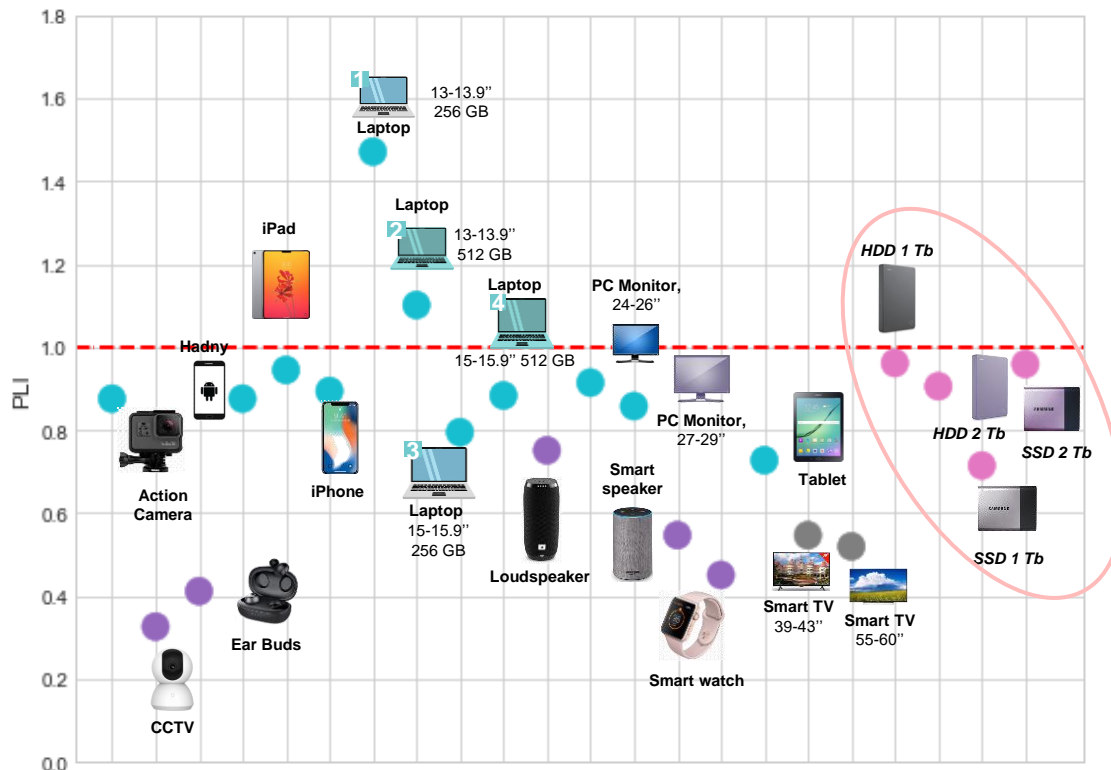 1.8
1.6
1.4
1.2
1.0
0.8
0.6
0.4
0.2
0.0
PLI
1
13-13.9’’
256 GB
Laptop
Laptop
2
13-13.9’’
512 GB
iPad
Laptop
4
15-15.9’’ 512 GB
PC Monitor,
24-26’’
HDD 1 Tb
Hadny
PC Monitor,
27-29’’
HDD 2 Tb
SSD 2 Tb
Action
Camera
iPhone
3
Laptop
15-15.9’’
256 GB
Smart
speaker
Tablet
Loudspeaker
SSD 1 Tb
Ear Buds
Smart TV
39-43’’
Smart TV
55-60’’
Smart watch
CCTV